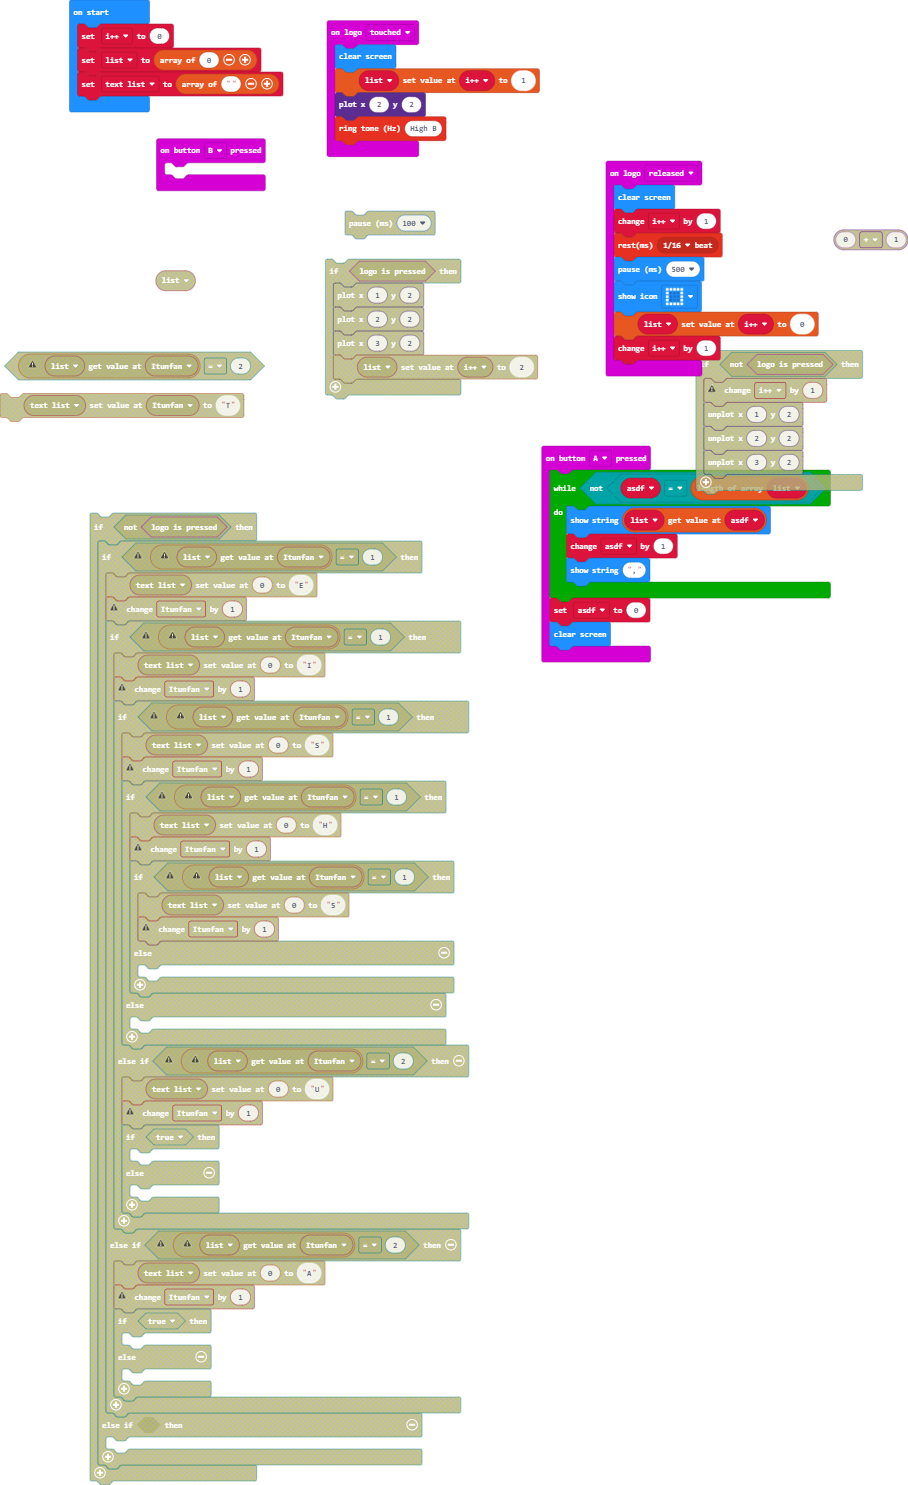 on start
set i++ to 0
set list to array of 0
set text list to array of " "
on logo touched
clear screen
list set value at i++ to 1
plot x 2 y 2
ring tone (Hz) High B
on button B pressed
on logo released
clear screen
change i++ by 1
rest(ms) 1/16 beat
pause (ms) 500
show icon
list set value at i++ to 0
change i++ by 1
pause (ms) 100
0 + 1
list
if logo is pressed then
plot x 1 y 2
plot x 2 y 2
plot x 3 y 2
list set value at i++ to 2
list get value at Itunfan = 2
text list set value at Itunfan to "T"
if not logo is pressed then
change i++ by 1
unplot x 1 y 2
unplot x 2 y 2
unplot x 3 y 2
on button A pressed
while not asdf = length of array list
do
show string list get value at asdf
change asdf by 1
show string ","
set asdf to 0
clear screen
if not logo is pressed then
if list get value at Itunfan = 1 then
text list set value at 0 to "E"
change Itunfan by 1
if list get value at Itunfan = 1 then
text list set value at 0 to "I"
change Itunfan by 1
if list get value at Itunfan = 1 then
text list set value at 0 to "S"
change Itunfan by 1
if list get value at Itunfan = 1 then
text list set value at 0 to "H"
change Itunfan by 1
if list get value at Itunfan = 1 then
text list set value at 0 to "5"
change Itunfan by 1
else
else
else if list get value at Itunfan = 2 then
text list set value at 0 to "U"
change Itunfan by 1
if true then
else
else if list get value at Itunfan = 2 then
text list set value at 0 to "A"
change Itunfan by 1
if true then
else
else if then